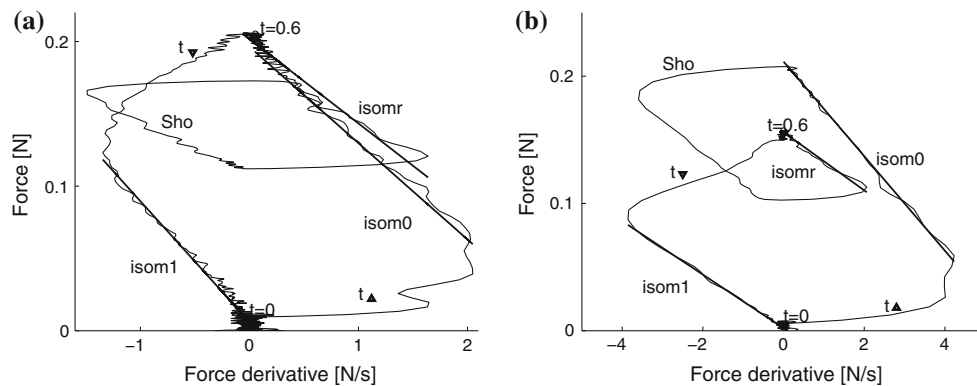 (a)
0.2
0.1
0
Force [N]
t
t=0.6
isomr
Sho
isom0
isom1
t
t=0
−1
0
1
2
Force derivative [N/s]
(b)
0.2
0.1
0
Force [N]
Sho
t=0.6
isom0
t
isomr
isom1
t=0
t
−4
−2
0
2
4
Force derivative [N/s]